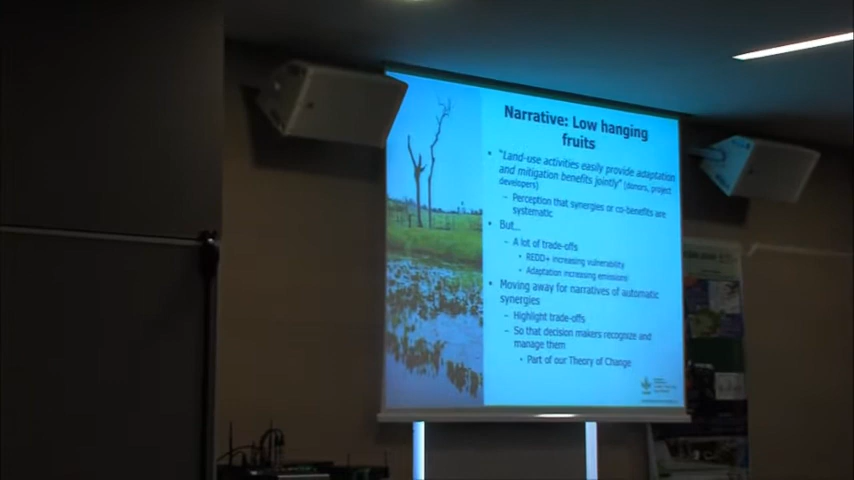 Narrative: Low hanging
fruits
• "Land-use activities easily provide adaptation
and mitigation benefits jointly" (donors, project
developers)
– Perception that synergies or co-benefits are
systematic
• But...
– A lot of trade-offs
• REDD+ increasing vulnerability
• Adaptation increasing emissions
• Moving away for narratives of automatic
synergies
– Highlight trade-offs
– So that decision makers recognize and
manage them
• Part of our Theory of Change